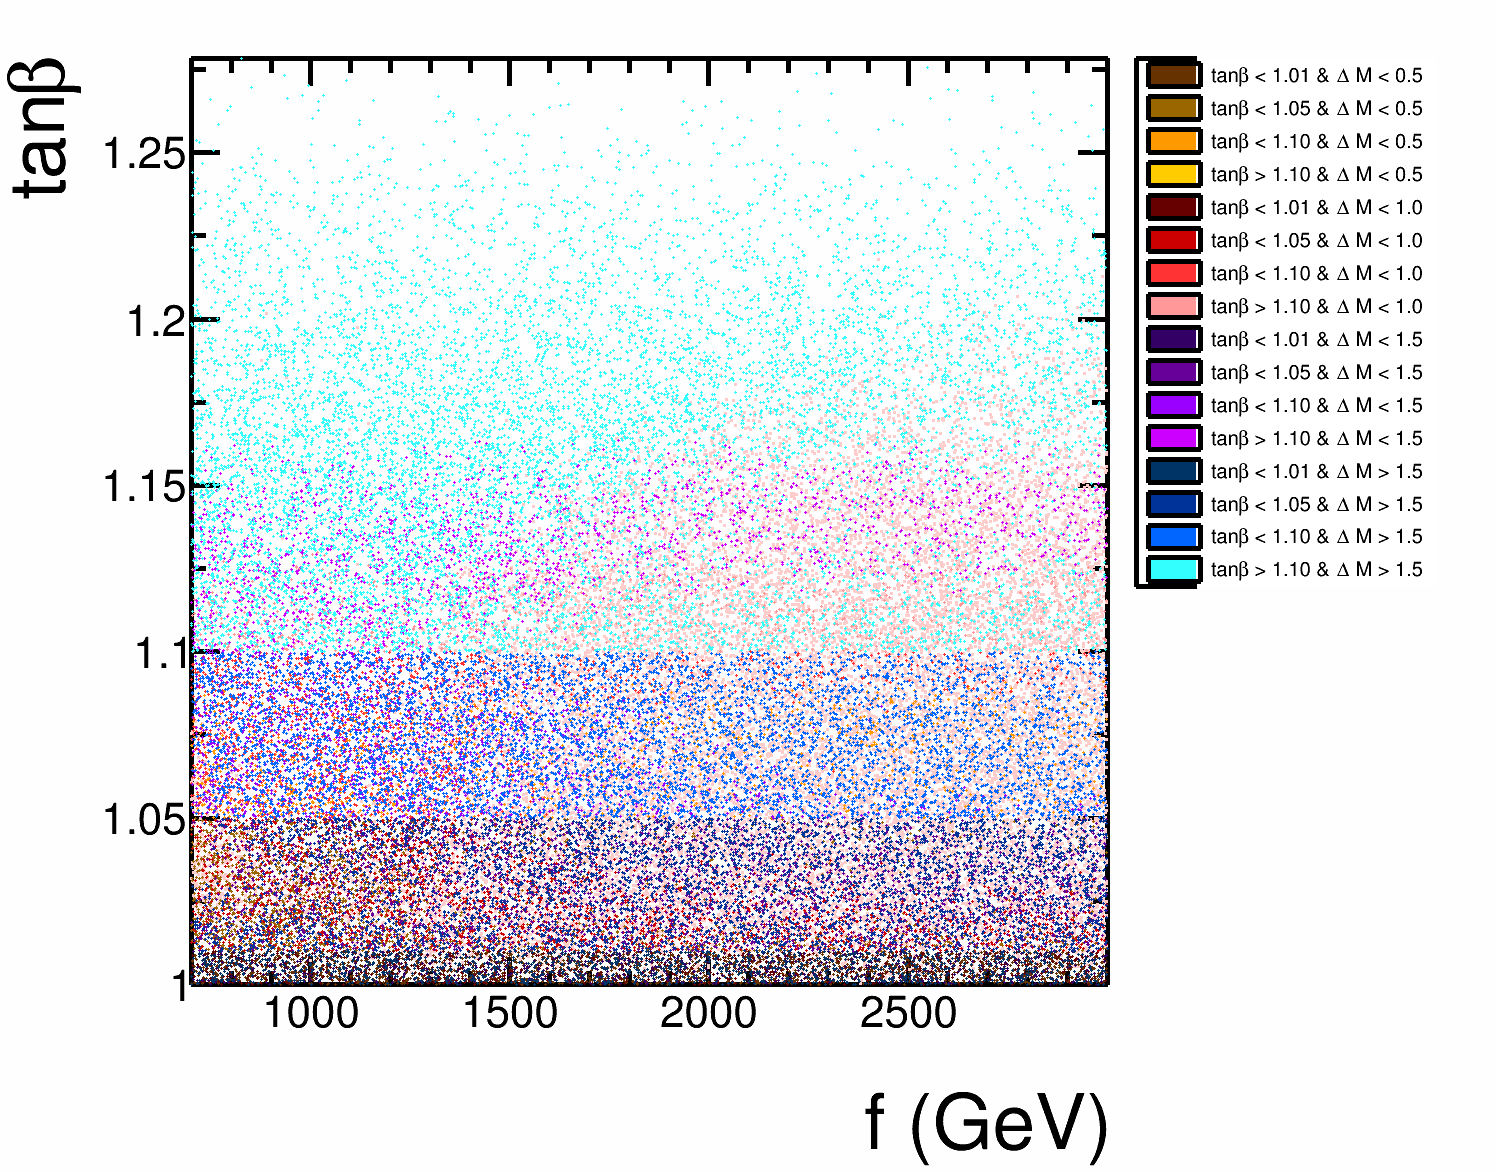 tanβ
1.25
1.2
1.15
1.1
1.05
1
1000 1500 2000 2500
f (GeV)
tanβ < 1.01 & Δ M < 0.5
tanβ < 1.05 & Δ M < 0.5
tanβ < 1.10 & Δ M < 0.5
tanβ > 1.10 & Δ M < 0.5
tanβ < 1.01 & Δ M < 1.0
tanβ < 1.05 & Δ M < 1.0
tanβ < 1.10 & Δ M < 1.0
tanβ > 1.10 & Δ M < 1.0
tanβ < 1.01 & Δ M < 1.5
tanβ < 1.05 & Δ M < 1.5
tanβ < 1.10 & Δ M < 1.5
tanβ > 1.10 & Δ M < 1.5
tanβ < 1.01 & Δ M > 1.5
tanβ < 1.05 & Δ M > 1.5
tanβ < 1.10 & Δ M > 1.5
tanβ > 1.10 & Δ M > 1.5